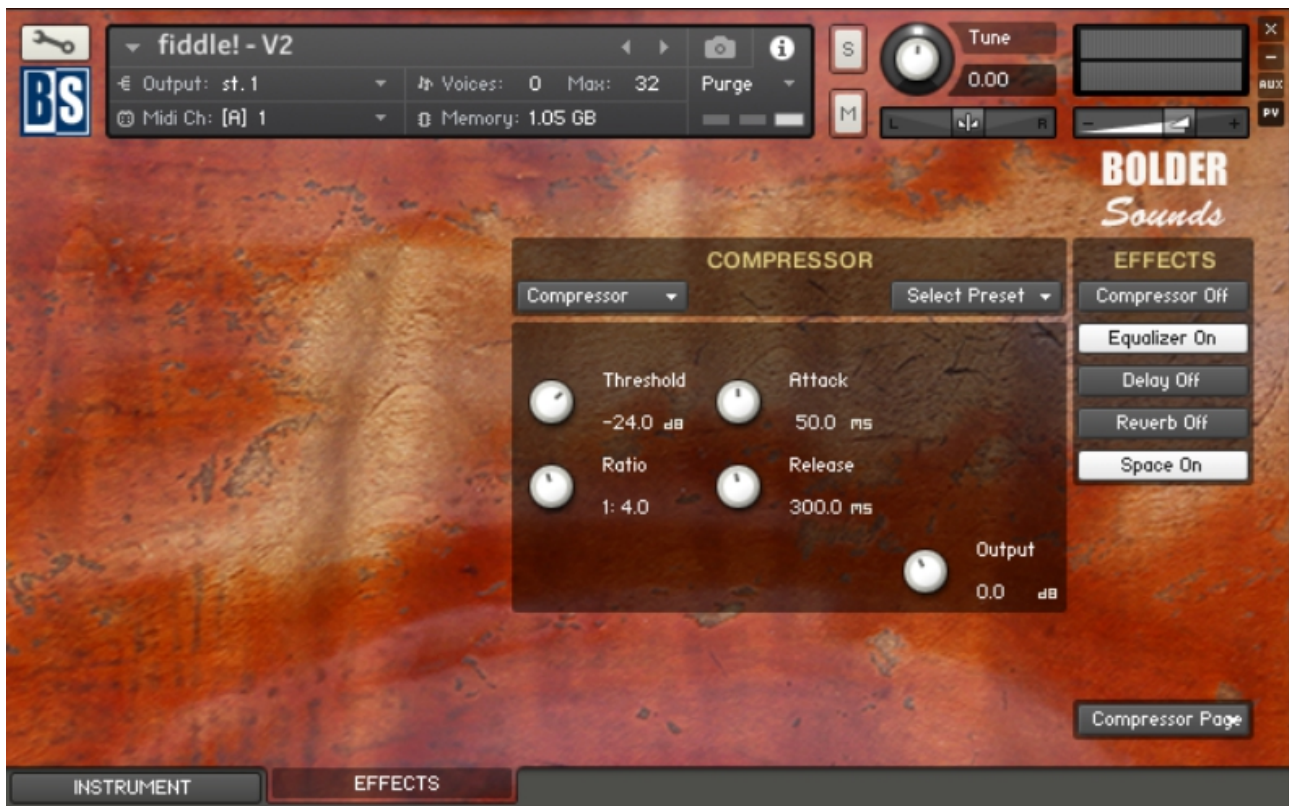 fiddle! - V2
Output: st. 1
Voices: 0 Max: 32
Purge
Midi Ch: [A] 1
Memory: 1.05 GB
S
M
Tune
0.00
L R
- +
×
-
AUX
PV
BS
BOLDER
Sounds
COMPRESSOR
Compressor
Select Preset
Threshold
-24.0 dB
Attack
50.0 ms
Ratio
1: 4.0
Release
300.0 ms
Output
0.0 dB
EFFECTS
Compressor Off
Equalizer On
Delay Off
Reverb Off
Space On
Compressor Page
INSTRUMENT
EFFECTS